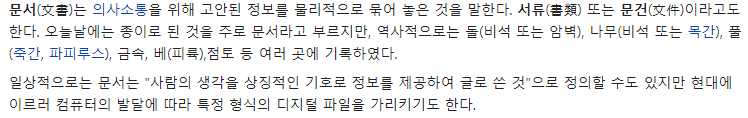 문서(文書)는 의사소통을 위해 고안된 정보를 물리적으로 묶어 놓은 것을 말한다. 서류(書類) 또는 문건(文件)이라고도
한다. 오늘날에는 종이로 된 것을 주로 문서라고 부르지만, 역사적으로는 돌(비석 또는 암벽), 나무(비석 또는 목간), 풀
(죽간, 파피루스), 금속, 베(피륙),점토 등 여러 곳에 기록하였다.
일상적으로는 문서는 "사람의 생각을 상징적인 기호로 정보를 제공하여 글로 쓴 것"으로 정의할 수도 있지만 현대에
이르러 컴퓨터의 발달에 따라 특정 형식의 디지털 파일을 가리키기도 한다.